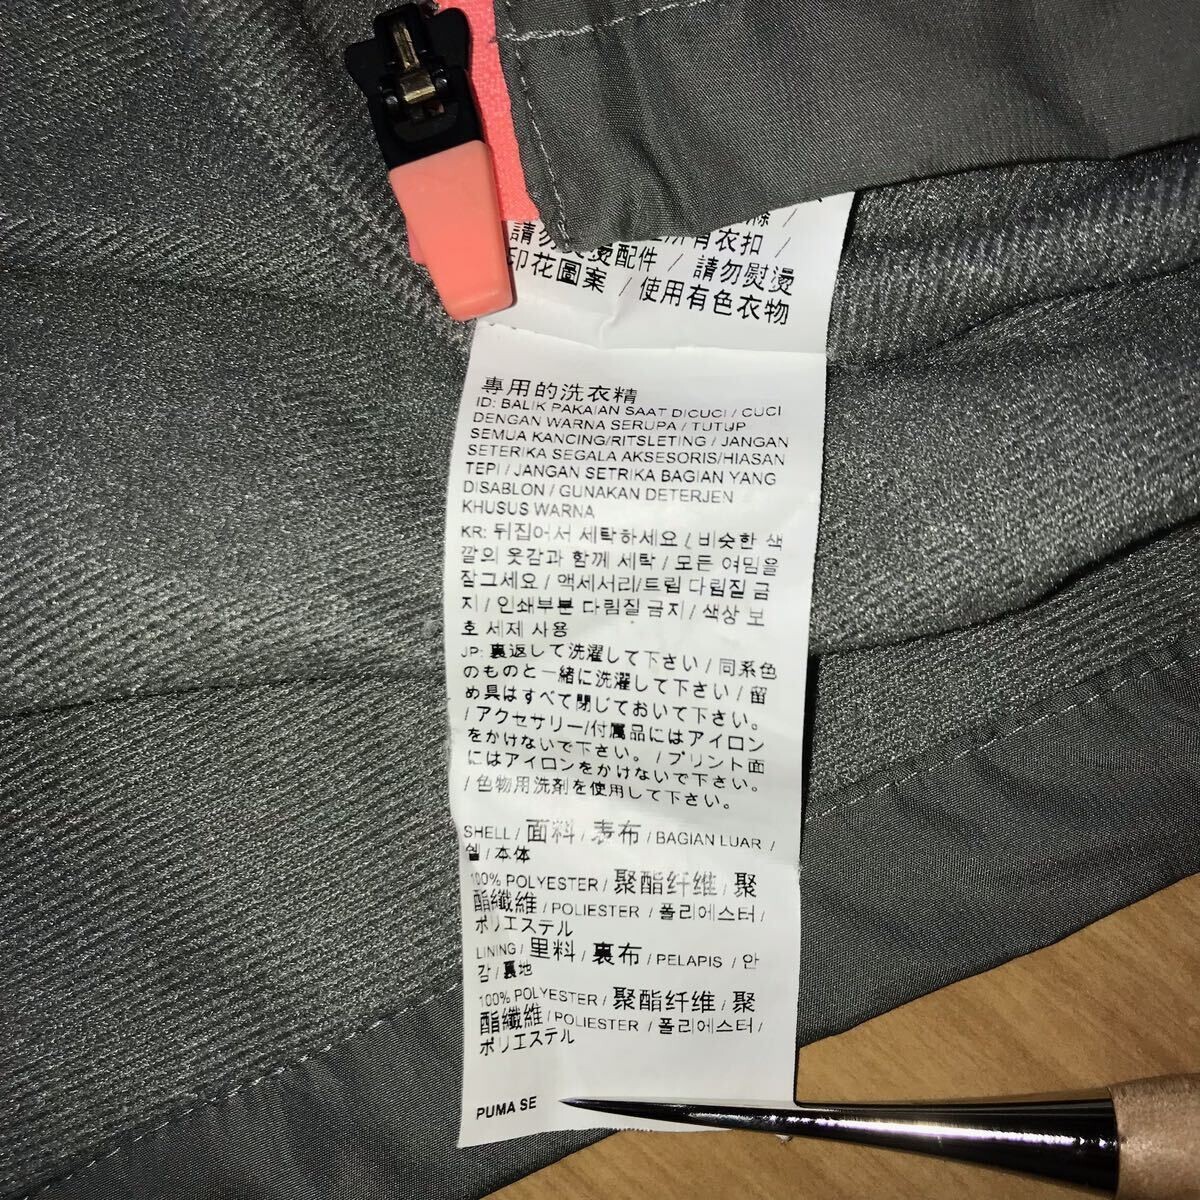 請勿熨燙配件 / 請勿熨燙
印花圖案 / 使用有色衣物
所有衣扣 /
專用的洗衣精
ID: BALIK PAKAIAN SAAT DICUCI / CUCI
DENGAN WARNA SERUPA / TUTUP
SEMUA KANCING/RITSLETING / JANGAN
SETERIKA SEGALA AKSESORIS/HIASAN
TEPI / JANGAN SETRIKA BAGIAN YANG
DISABLON / GUNAKAN DETERJEN
KHUSUS WARNA
KR: 뒤집어서 세탁하세요 / 비슷한 색
깔의 옷감과 함께 세탁 / 모든 여밈을
잠그세요 / 액세서리/트림 다림질 금
지 / 인쇄부분 다림질 금지 / 색상 보
호 세제 사용
JP: 裏返して洗濯して下さい / 同系色
のものと一緒に洗濯して下さい / 留
め具はすべて閉じておいて下さい。
/ アクセサリー/付属品にはアイロン
をかけないで下さい。 / プリント面
にはアイロンをかけないで下さい。
/ 色物用洗剤を使用して下さい。
SHELL / 面料 / 表布 / BAGIAN LUAR /
쉘 / 本体
100% POLYESTER / 聚酯纤维 / 聚
酯纖維 / POLIESTER / 폴리에스터 /
ポリエステル
LINING / 里料 / 裏布 / PELAPIS / 안
감 / 裏地
100% POLYESTER / 聚酯纤维 / 聚
酯纖維 / POLIESTER / 폴리에스터 /
ポリエステル
PUMA SE